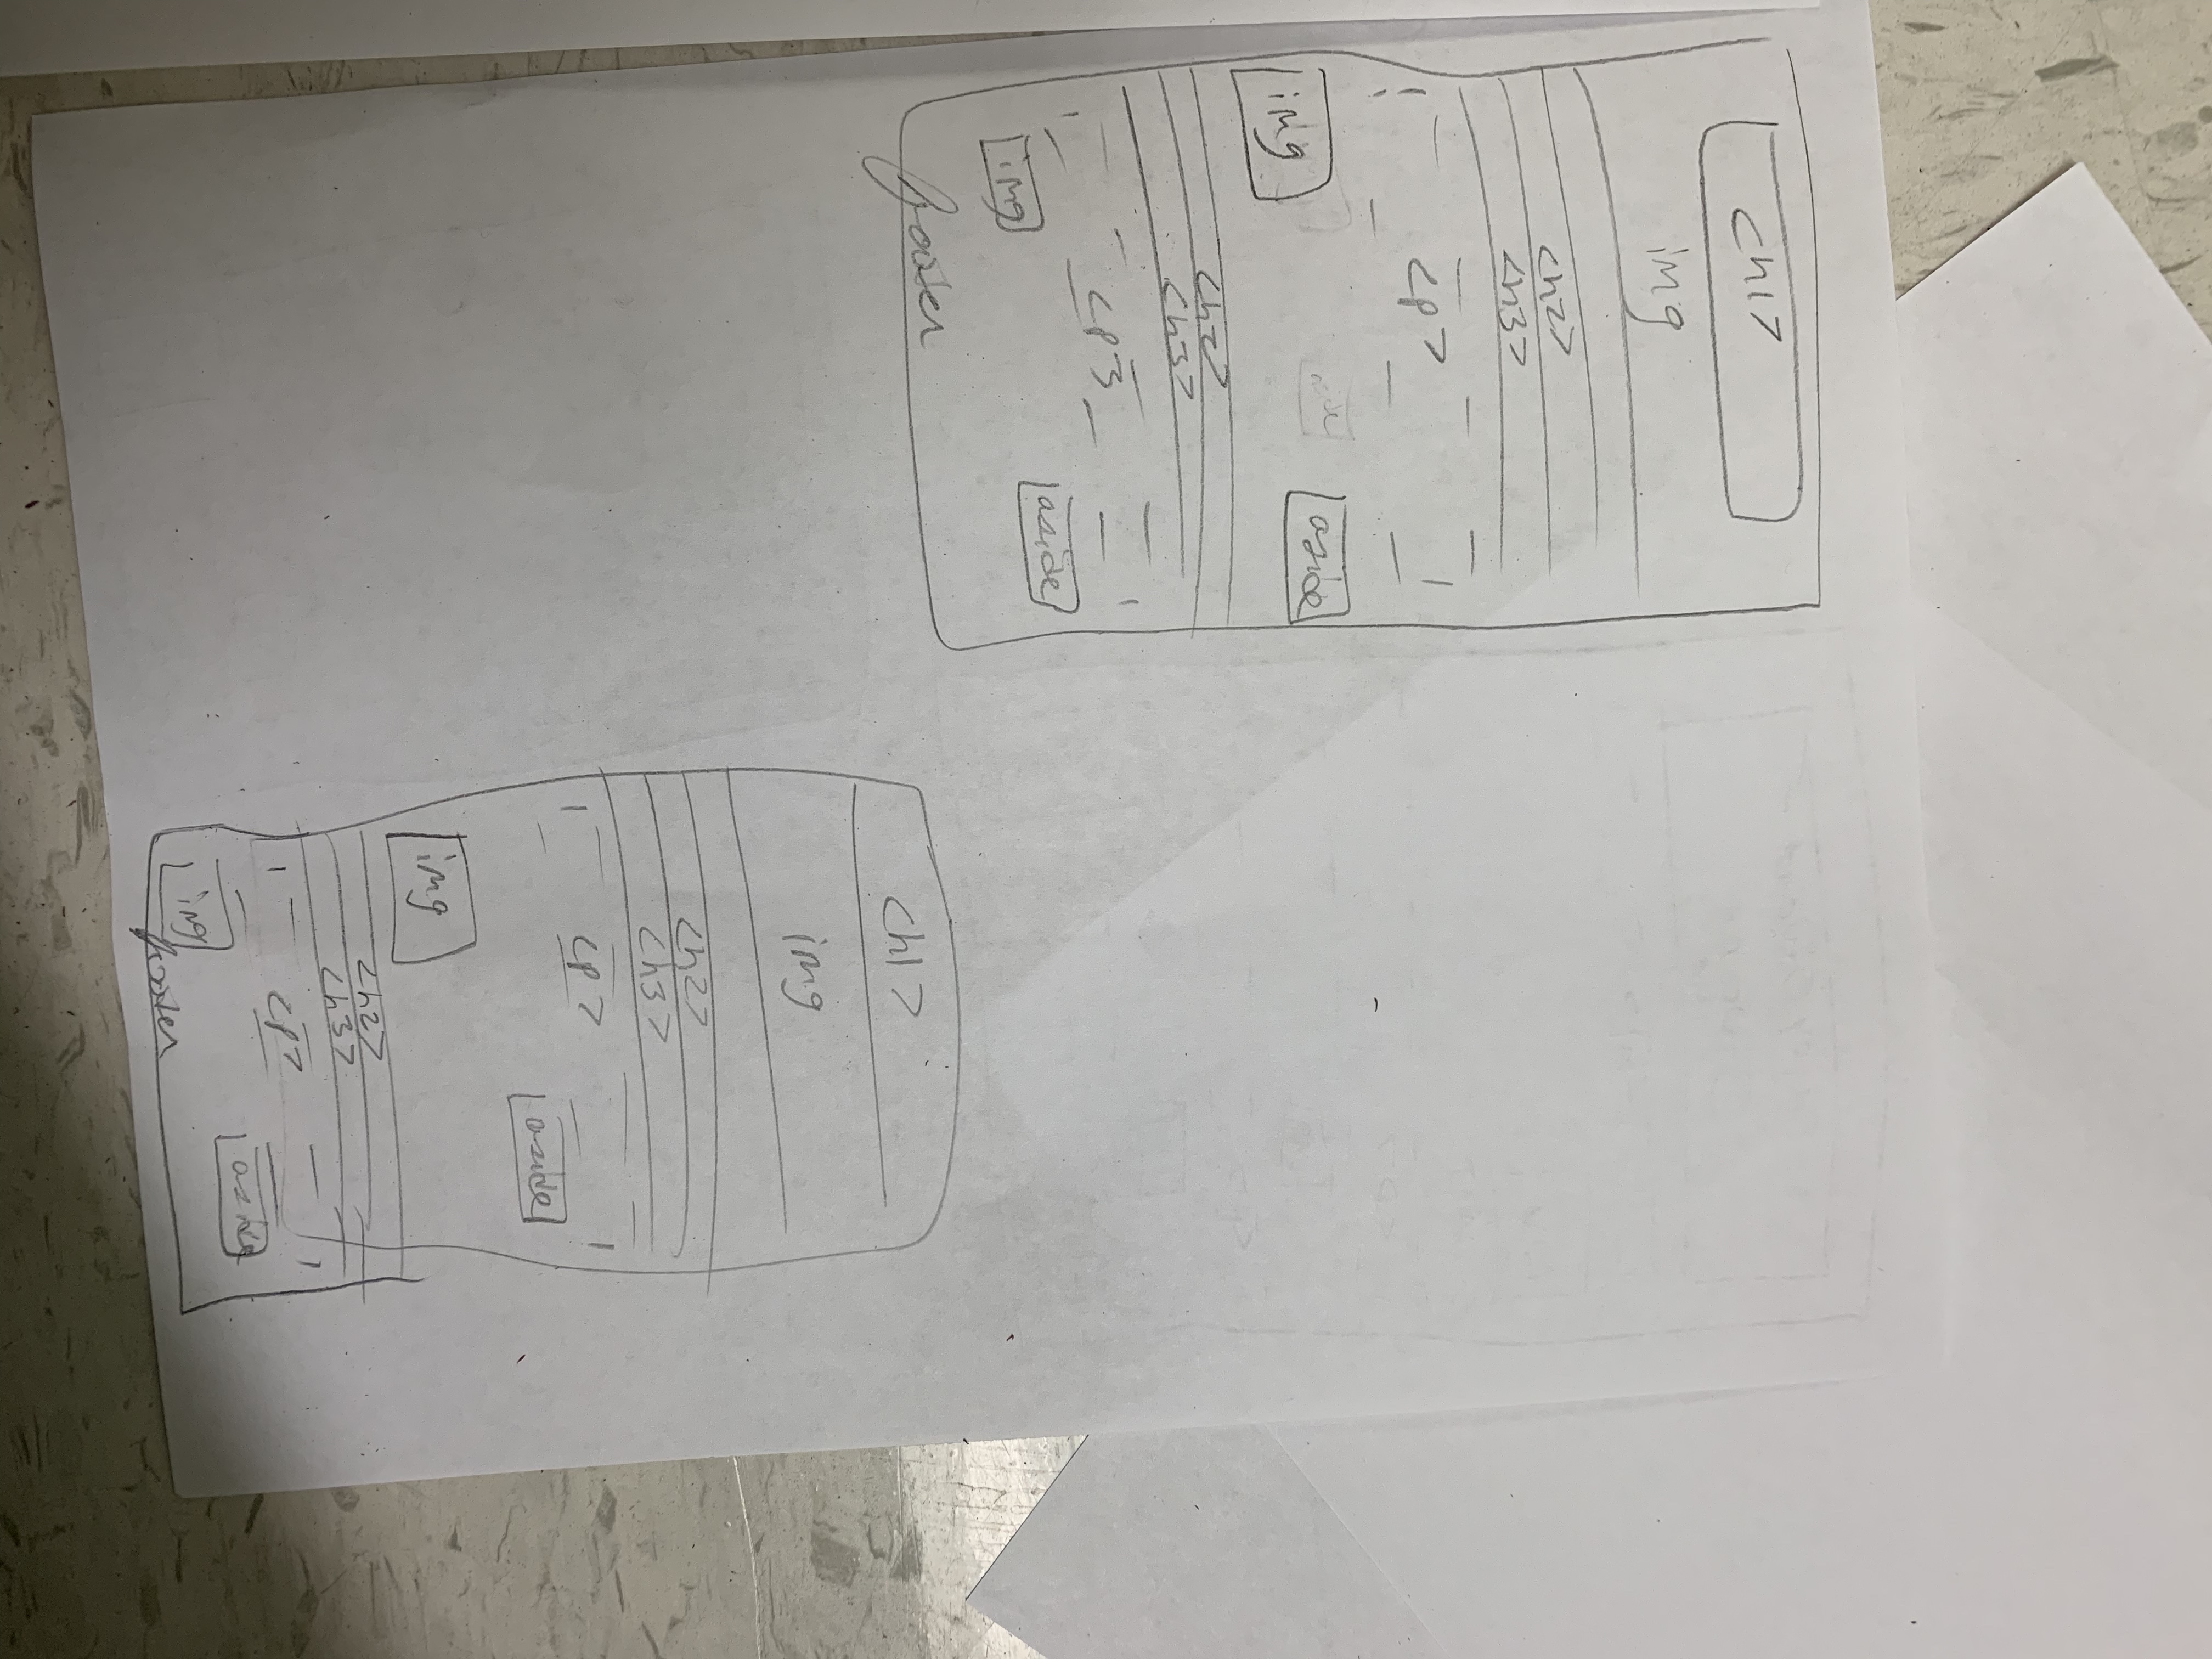 <h1>
img
<h2>
<h3>
<p>
img
aside
<h2>
<h3>
<p3
img
aside
footer
<h1>
img
<h2>
<h3>
<p>
aside
img
<h2>
<h3>
<p>
img
aside
footer